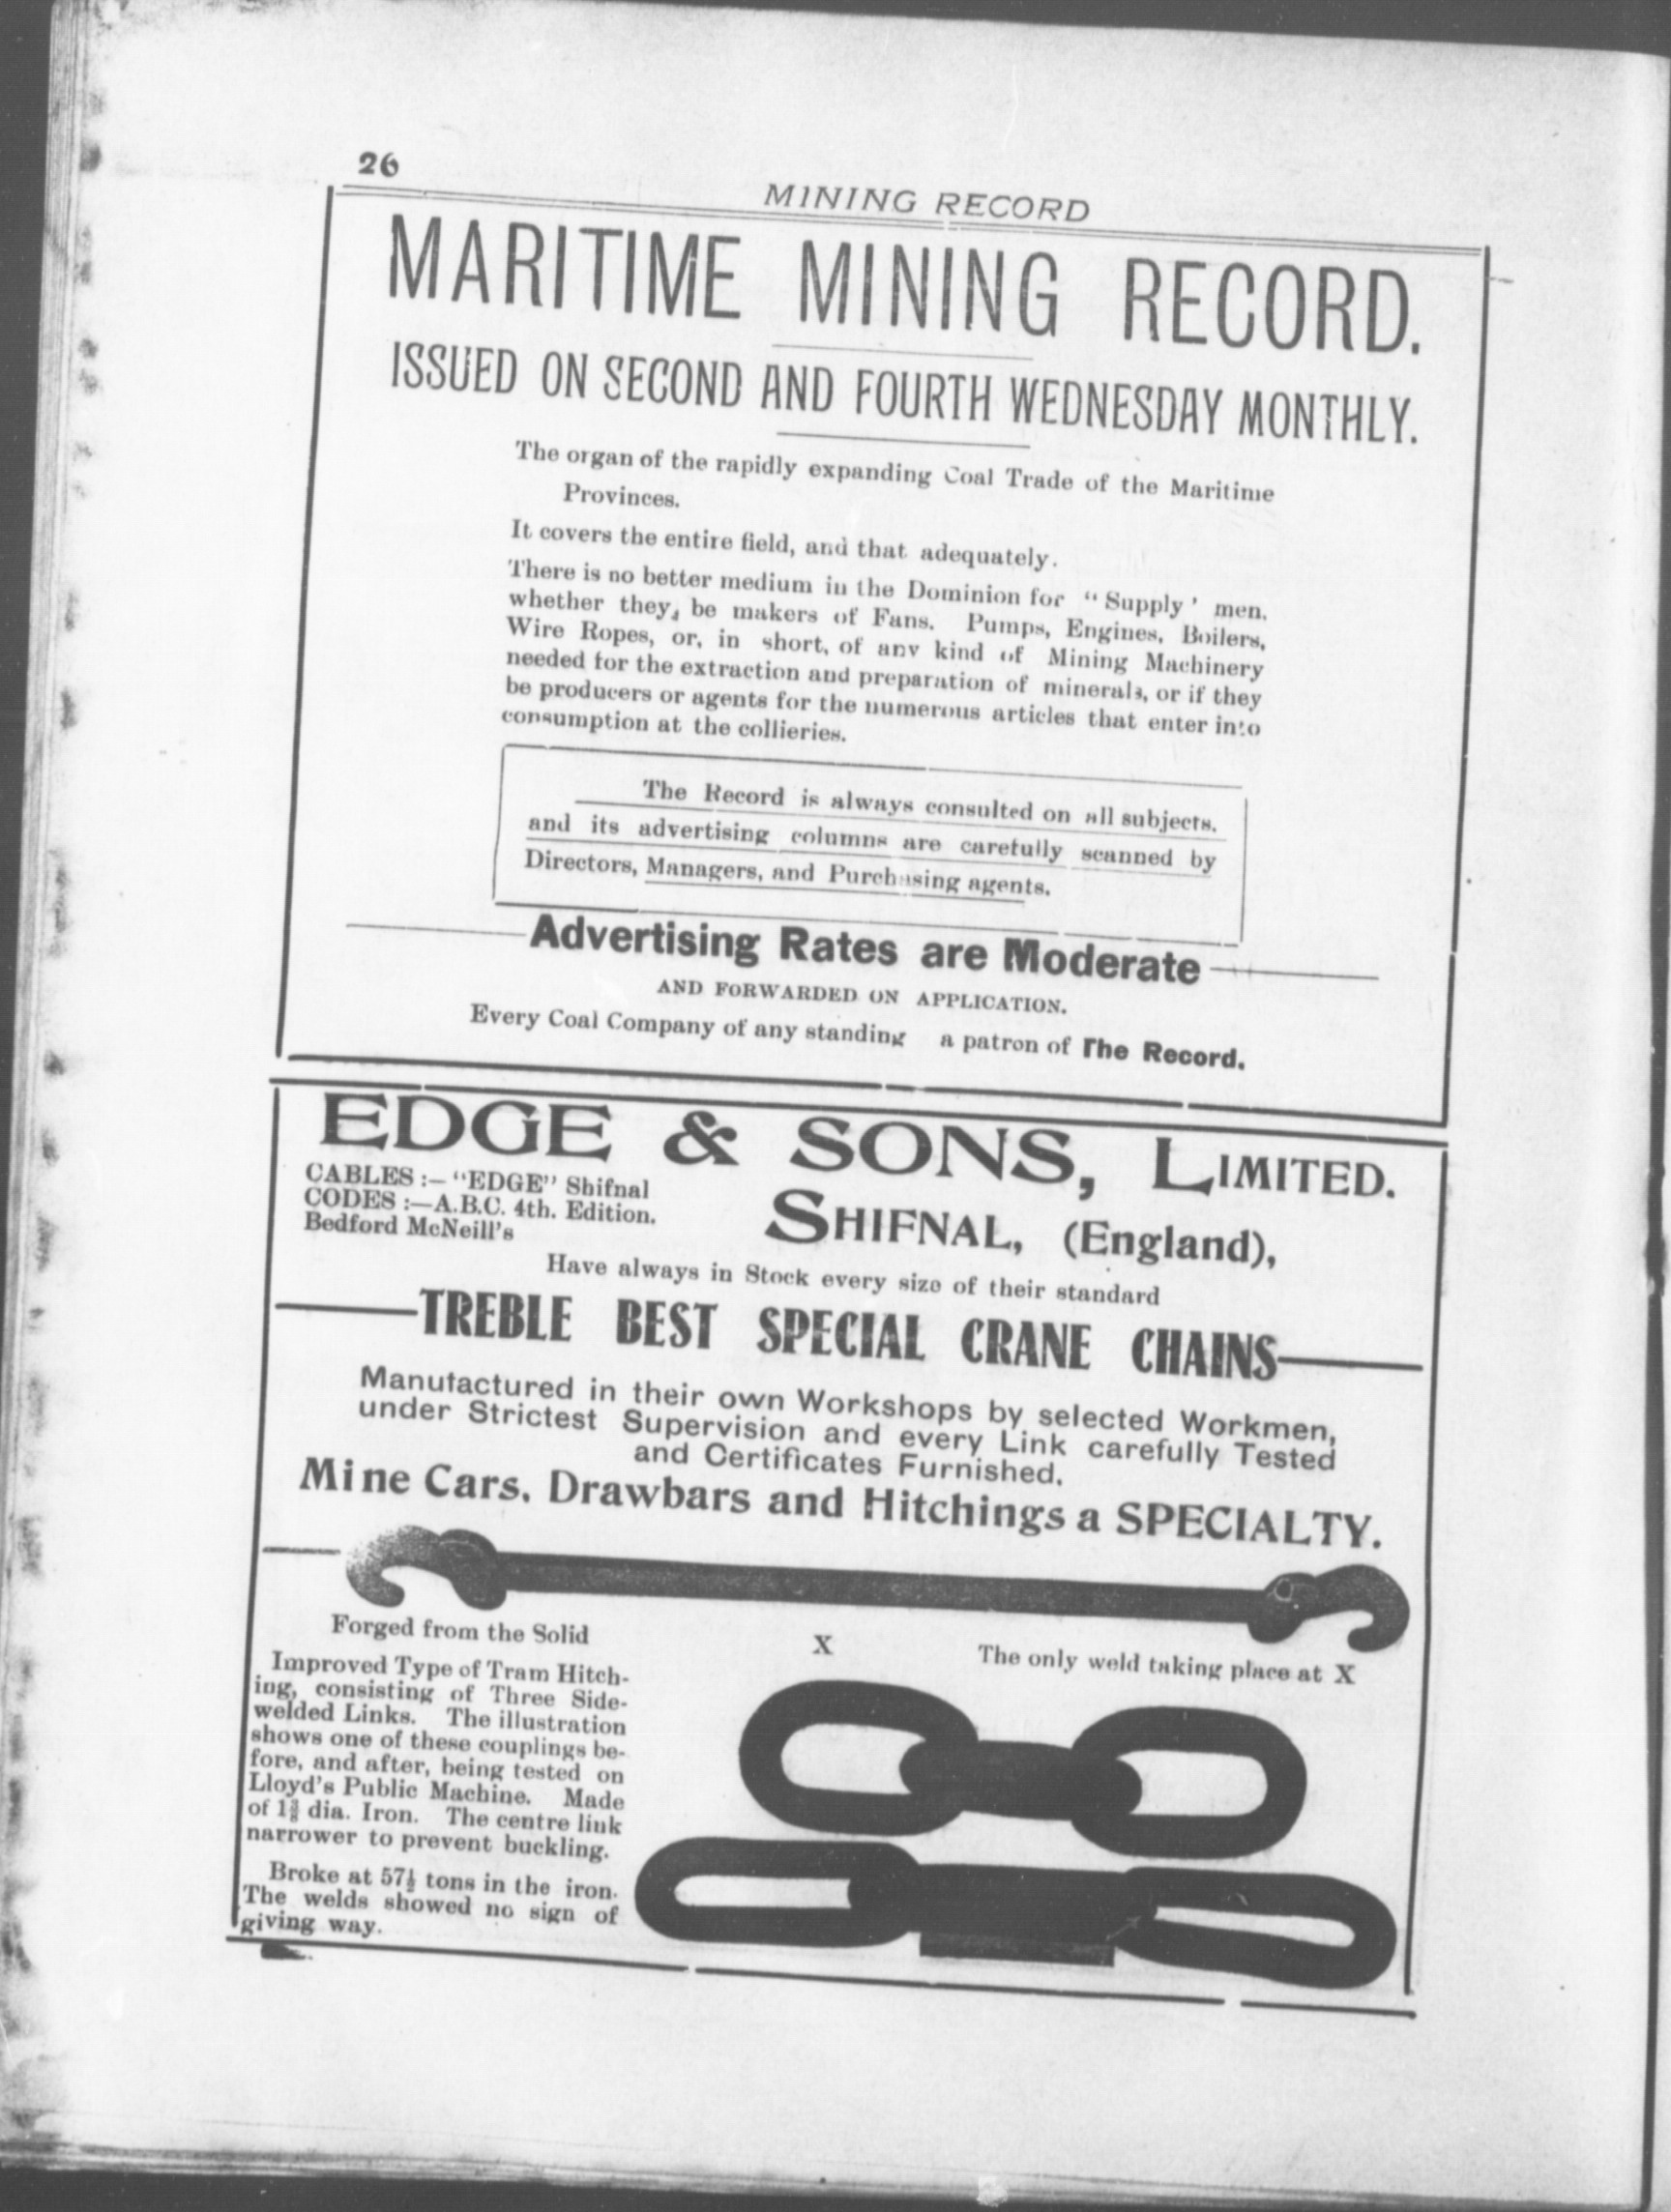 26
MINING RECORD
MARITIME MINING RECORD.
ISSUED ON SECOND AND FOURTH WEDNESDAY MONTHLY.
The organ of the rapidly expanding Coal Trade of the Maritime
Provinces.
It covers the entire field, and that adequately.
There is no better medium in the Dominion for "Supply' men.
whether they, be makers of Fans. Pumps, Engines, Boilers,
Wire Ropes, or, in short, of any kind of Mining Machinery
needed for the extraction and preparation of minerals, or if they
be producers or agents for the numerous articles that enter into
consumption at the collieries.
The Record is always consulted on all subjects,
and its advertising columns are carefully scanned by
Directors, Managers, and Purchasing agents.
Advertising Rates are Moderate
AND FORWARDED ON APPLICATION.
Every Coal Company of any standing a patron of The Record.
EDGE & SONS, LIMITED.
CABLES :– "EDGE" Shifnal
CODES :—A.B.C. 4th. Edition.
Bedford McNeill's
SHIFNAL, (England),
Have always in Stock every size of their standard
TREBLE BEST SPECIAL CRANE CHAINS
Manufactured in their own Workshops by selected Workmen,
under Strictest Supervision and every Link carefully Tested
and Certificates Furnished.
Mine Cars. Drawbars and Hitchings a SPECIALTY.
Forged from the Solid
X
The only weld taking place at X
Improved Type of Tram Hitch-
ing, consisting of Three Side-
welded Links. The illustration
shows one of these couplings be-
fore, and after, being tested on
Lloyd's Public Machine. Made
of dia. Iron. The centre link
narrower to prevent buckling.
Broke at 57½ tons in the iron.
The welds showed no sign of
giving way.